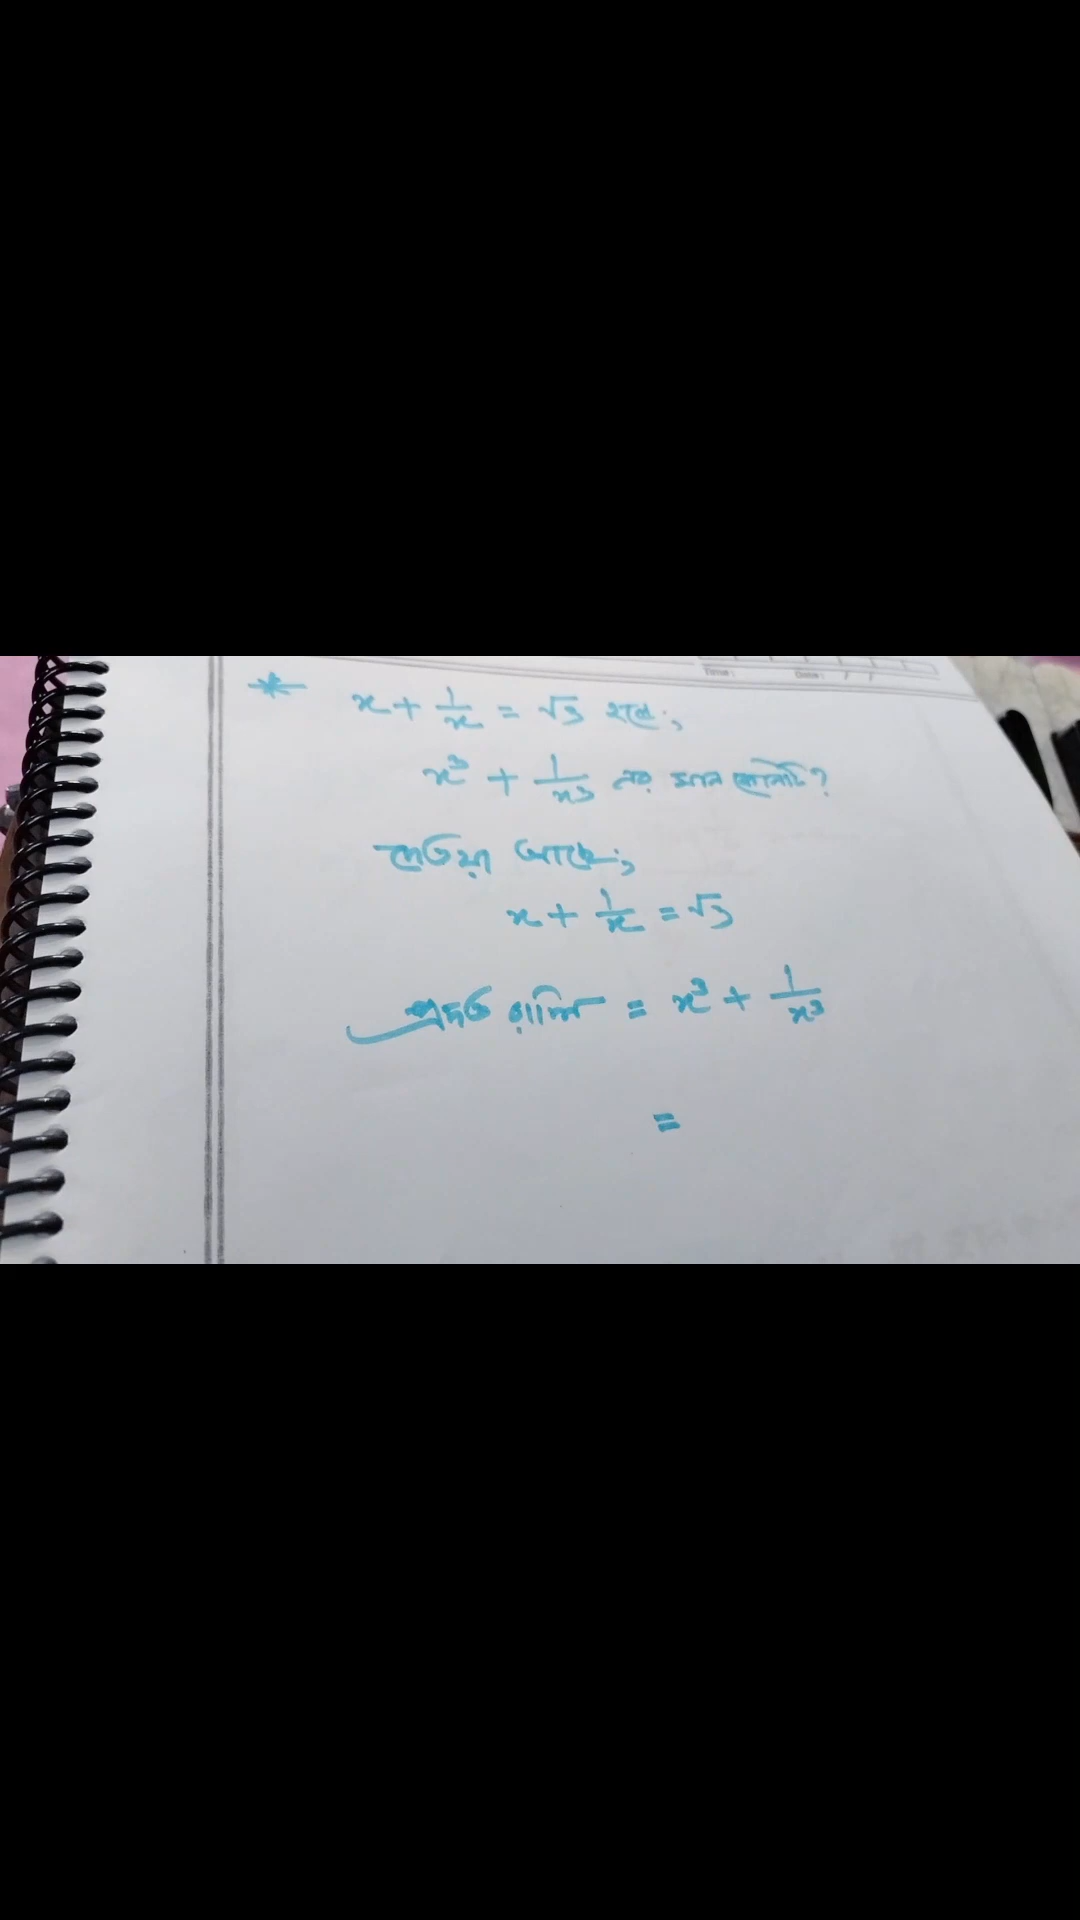 * x + 1/x = √3 হলে;
x³ + 1/x³ এর মান কোনটি?
দেওয়া আছে;
x + 1/x = √3
প্রদত্ত রাশি = x³ + 1/x³
=